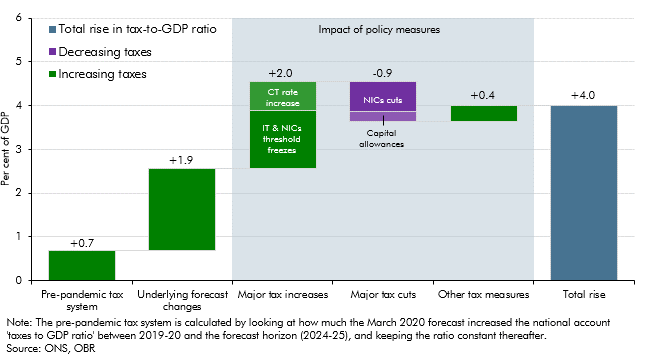 6
5
4
3
2
1
0
Per cent of GDP
Total rise in tax-to-GDP ratio
Decreasing taxes
Increasing taxes
Impact of policy measures
+0.7
+1.9
+2.0
CT rate
increase
IT & NICs
threshold
freezes
-0.9
NICs cuts
Capital
allowances
+0.4
+4.0
Pre-pandemic tax
system
Underlying forecast
changes
Major tax increases
Major tax cuts
Other tax measures
Total rise
Note: The pre-pandemic tax system is calculated by looking at how much the March 2020 forecast increased the national account
'taxes to GDP ratio' between 2019-20 and the forecast horizon (2024-25), and keeping the ratio constant thereafter.
Source: ONS, OBR